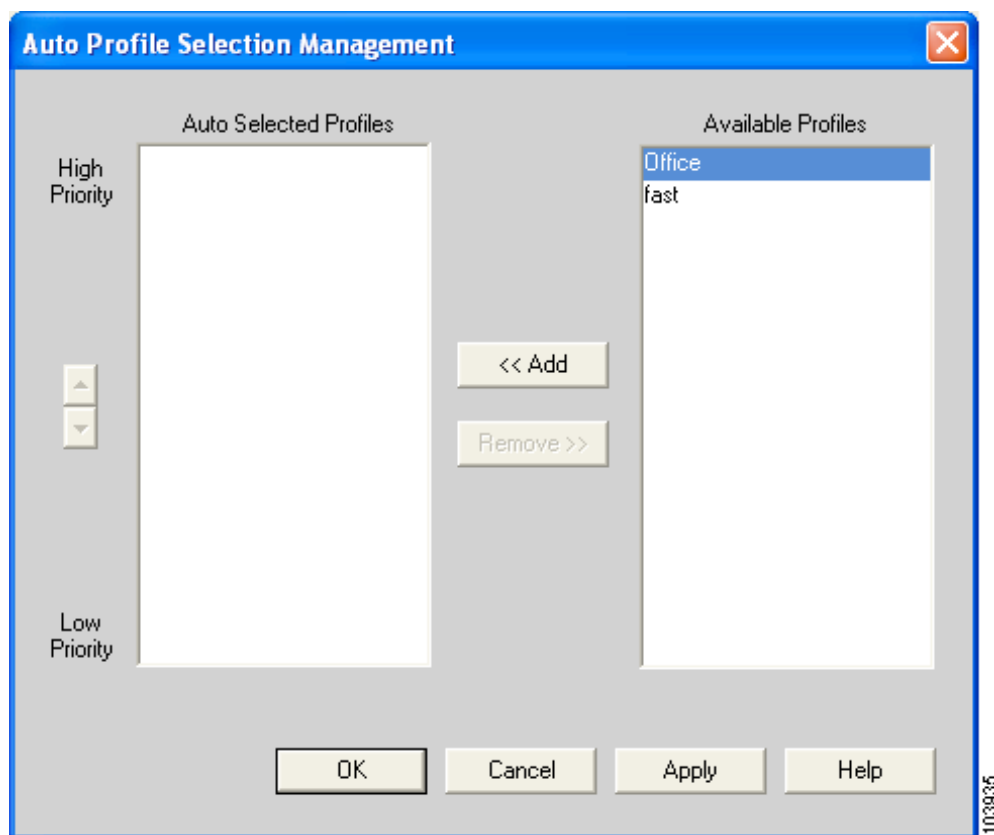 Auto Profile Selection Management
Auto Selected Profiles
Available Profiles
High
Priority
Office
fast
<< Add
Remove >>
Low
Priority
OK
Cancel
Apply
Help
103935